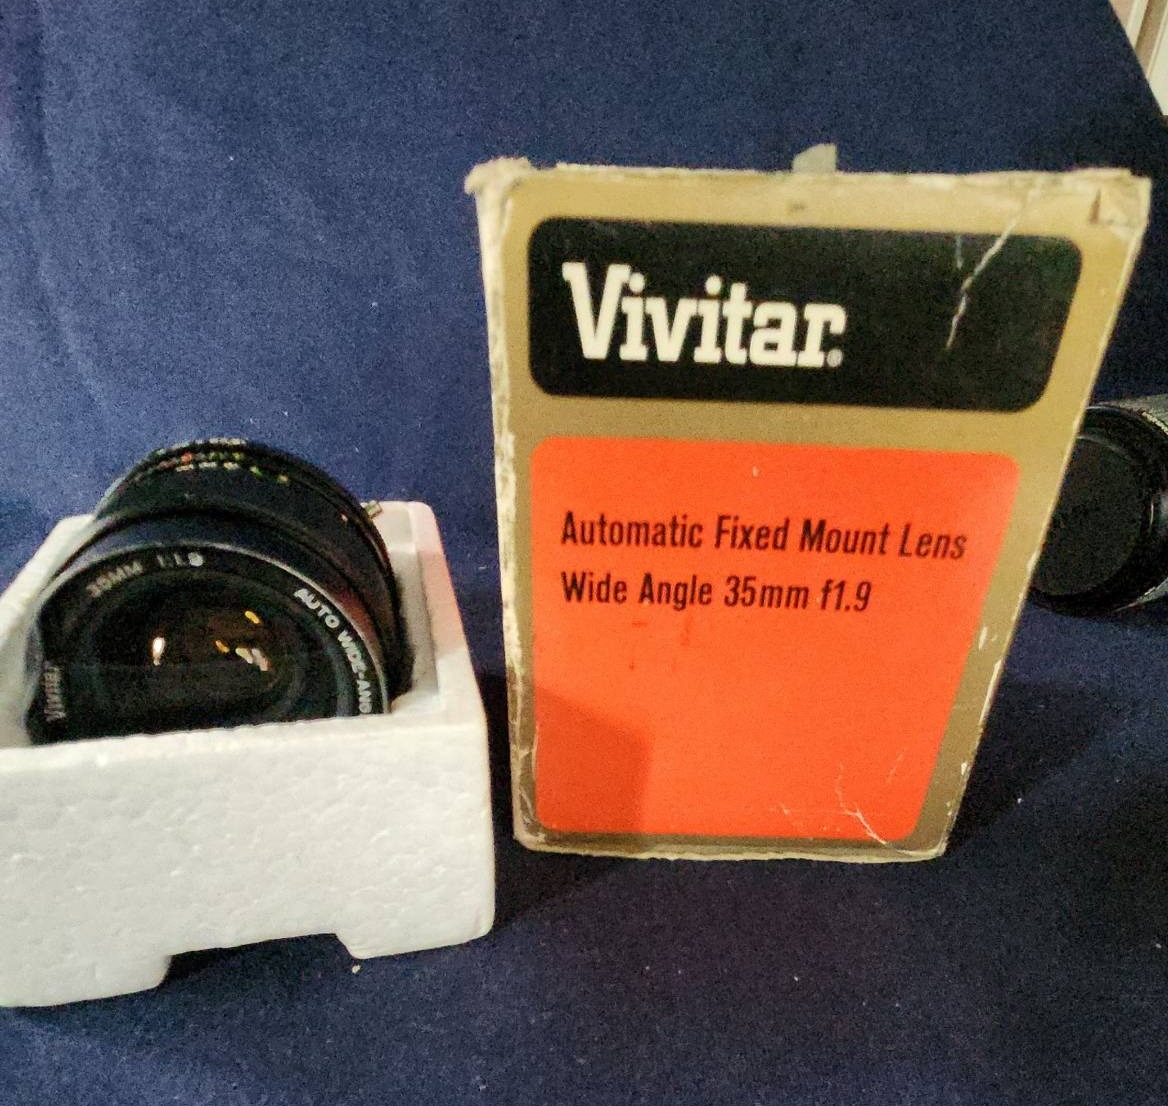 Vivitar®
Automatic Fixed Mount Lens
Wide Angle 35mm f1.9
35MM 1:1.9
AUTO WIDE-ANG
Vivitar